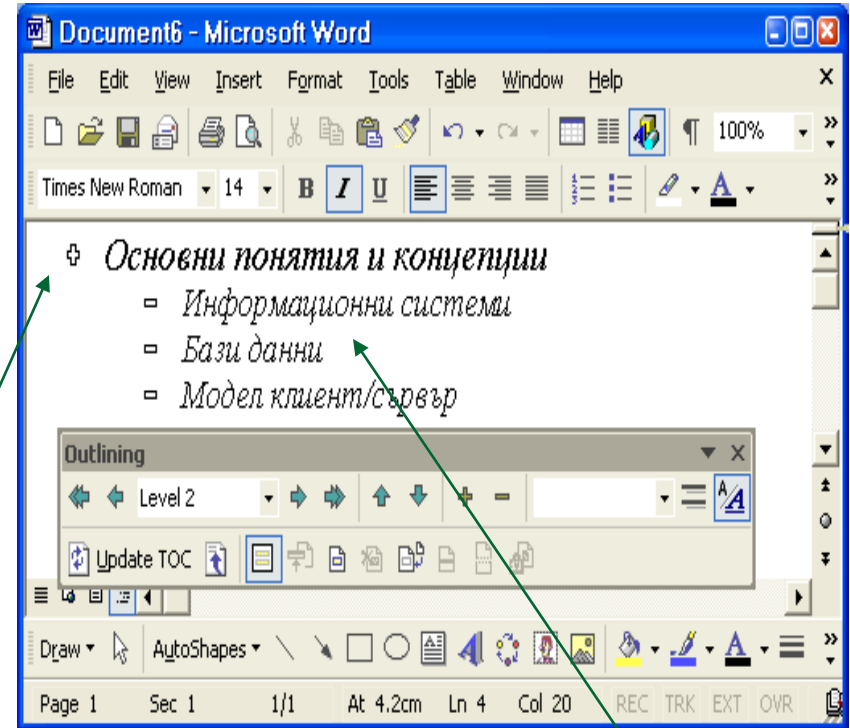 Document6 - Microsoft Word
File Edit View Insert Format Tools Table Window Help X
100%
Times New Roman 14 B I U A
Основни понятия и концепции
Информационни системи
Бази данни
Модел клиент/сървър
Outlining
Level 2
Update TOC
Draw AutoShapes A
Page 1 Sec 1 1/1 At 4.2cm Ln 4 Col 20 REC TRK EXT OVR